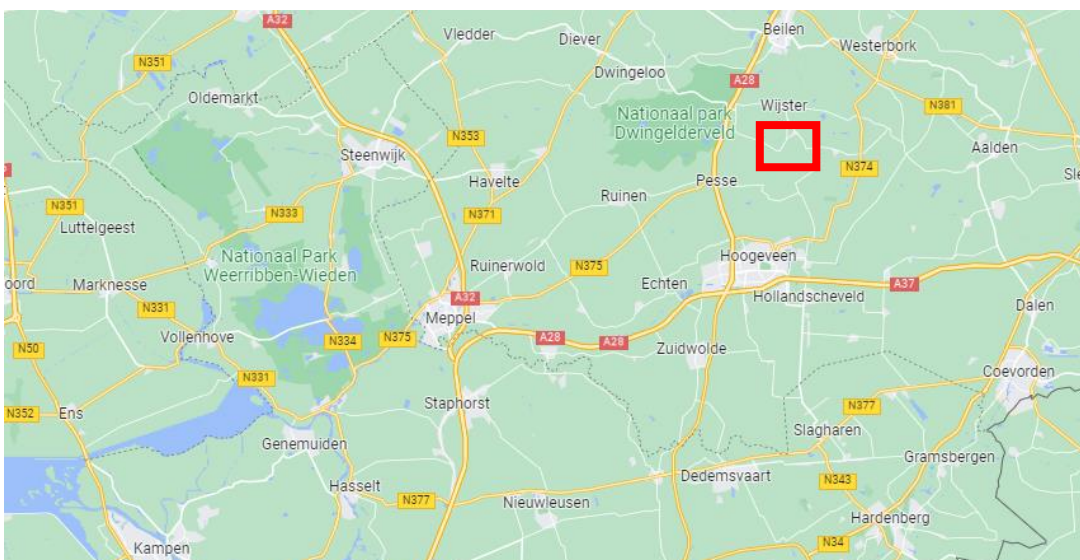 A32
Beilen
Vledder
Diever
Westerbork
N351
Dwingeloo
A28
Oldemarkt
Wijster
Nationaal park
Dwingelderveld
N381
N353
Aalden
Steenwijk
N374
Havelte
Pesse
N351
N333
N371
Ruinen
Luttelgeest
Nationaal Park
Weerribben-Wieden
Hoogeveen
Ruinerwold
N375
Echten
A37
oord
Marknesse
A32
Hollandscheveld
N331
Meppel
Dalen
Vollenhove
N334
N375
A28
A28
N50
Zuidwolde
N331
Coevorden
Staphorst
N352
Ens
N377
Slagharen
Genemuiden
Gramsbergen
Dedemsvaart
N343
Hasselt
N377
Nieuwleusen
Hardenberg
N34
Kampen